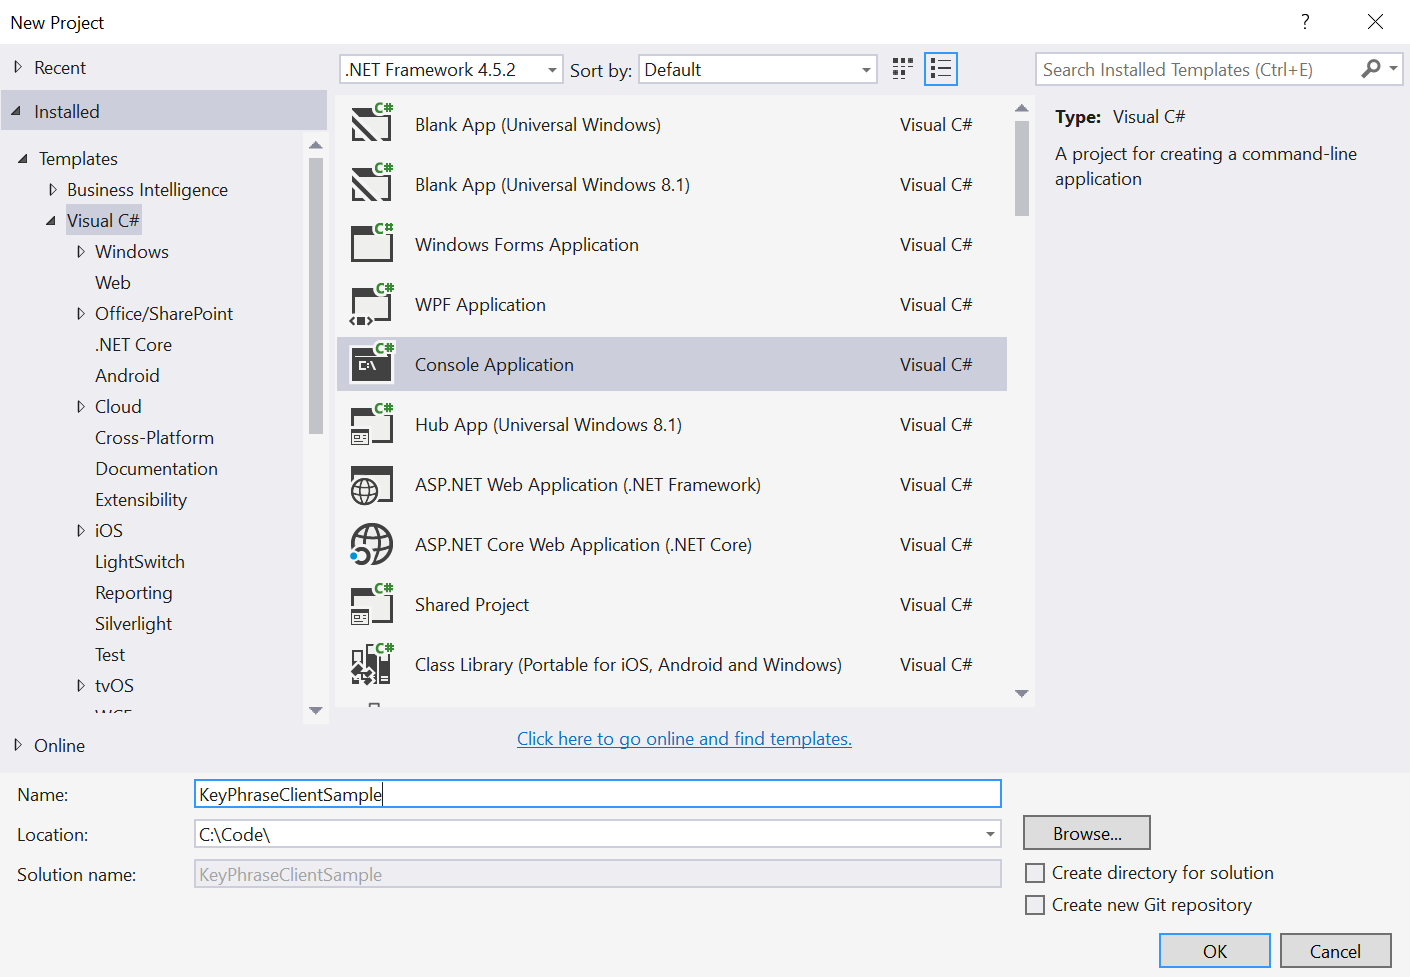 New Project
?
Recent
.NET Framework 4.5.2
Sort by:
Default
Search Installed Templates (Ctrl+E)
Installed
Templates
Business Intelligence
Visual C#
Windows
Web
Office/SharePoint
.NET Core
Android
Cloud
Cross-Platform
Documentation
Extensibility
iOS
LightSwitch
Reporting
Silverlight
Test
tvOS
Online
C#
Blank App (Universal Windows) Visual C#
C#
Blank App (Universal Windows 8.1) Visual C#
C#
Windows Forms Application Visual C#
C#
WPF Application Visual C#
C#
C:\
Console Application Visual C#
C#
Hub App (Universal Windows 8.1) Visual C#
ASP.NET Web Application (.NET Framework) Visual C#
ASP.NET Core Web Application (.NET Core) Visual C#
C#
Shared Project Visual C#
C#
Class Library (Portable for iOS, Android and Windows) Visual C#
Click here to go online and find templates.
Type: Visual C#
A project for creating a command-line
application
Name: KeyPhraseClientSample
Location: C:\Code\
Browse...
Solution name: KeyPhraseClientSample
Create directory for solution
Create new Git repository
OK
Cancel